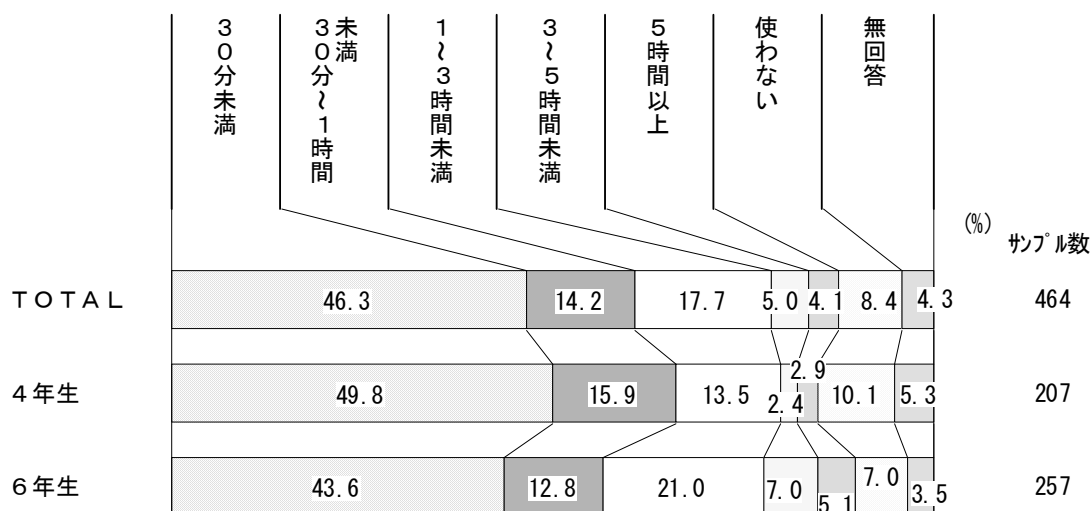 30分未満
30分~1時間
未満
1~3時間未満
3~5時間未満
5時間以上
使わない
無回答
(%)
サンプル数
TOTAL 46.3 14.2 17.7 5.0 4.1 8.4 4.3 464
4年生 49.8 15.9 13.5 2.4 2.9 10.1 5.3 207
6年生 43.6 12.8 21.0 7.0 5.1 7.0 3.5 257